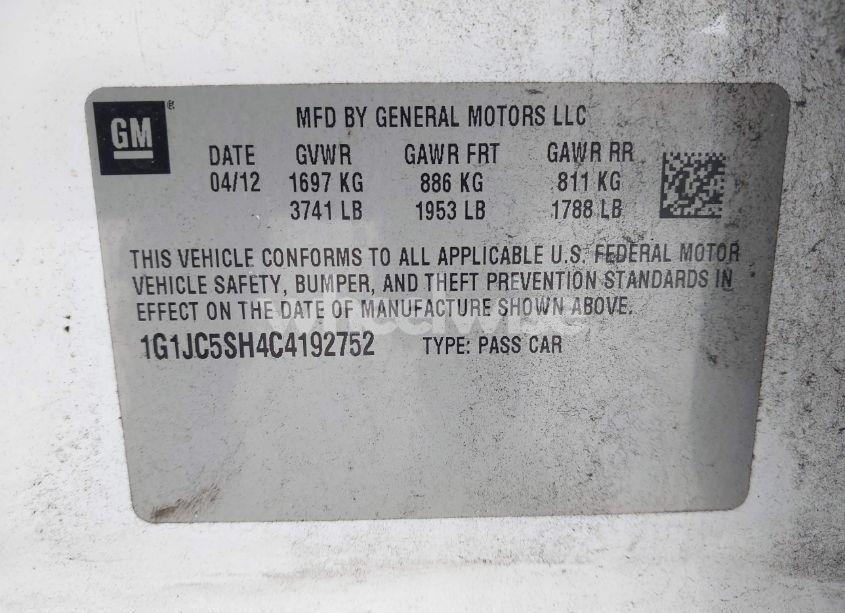 GM®
MFD BY GENERAL MOTORS LLC
DATE GVWR GAWR FRT GAWR RR
04/12 1697 KG 886 KG 811 KG
3741 LB 1953 LB 1788 LB
THIS VEHICLE CONFORMS TO ALL APPLICABLE U.S. FEDERAL MOTOR
VEHICLE SAFETY, BUMPER, AND THEFT PREVENTION STANDARDS IN
EFFECT ON THE DATE OF MANUFACTURE SHOWN ABOVE.
1G1JC5SH4C4192752 TYPE: PASS CAR